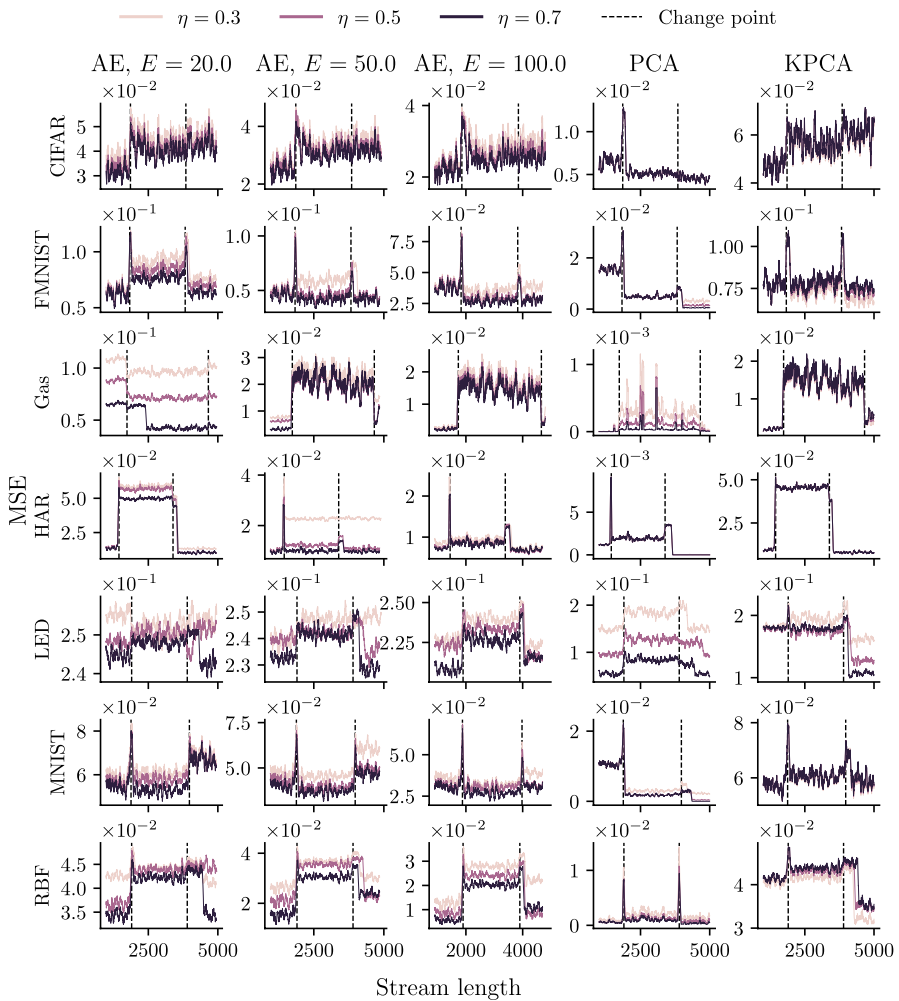 η = 0.3 η = 0.5 η = 0.7 Change point
AE, E = 20.0 AE, E = 50.0 AE, E = 100.0 PCA KPCA
×10⁻² ×10⁻² ×10⁻² ×10⁻² ×10⁻²
CIFAR
5 4 3
4 2
4 2
1.0 0.5
6 4
×10⁻¹ ×10⁻¹ ×10⁻² ×10⁻² ×10⁻¹
FMNIST
1.0 0.5
1.0 0.5
7.5 5.0 2.5
2 0
1.00 0.75
×10⁻¹ ×10⁻² ×10⁻² ×10⁻³ ×10⁻²
Gas
1.0 0.5
3 2 1
2 1
1 0
2 1
×10⁻² ×10⁻² ×10⁻² ×10⁻³ ×10⁻²
MSE
HAR
5.0 2.5
4 2
2 1
5 0
5.0 2.5
×10⁻¹ ×10⁻¹ ×10⁻¹ ×10⁻¹ ×10⁻¹
LED
2.5 2.4
2.5 2.4 2.3
2.50 2.25
2 1
2 1
×10⁻² ×10⁻² ×10⁻² ×10⁻² ×10⁻²
MNIST
8 6
7.5 5.0
5.0 2.5
2 0
8 6
×10⁻² ×10⁻² ×10⁻² ×10⁻² ×10⁻²
RBF
4.5 4.0 3.5
4 2
3 2 1
1 0
4 3
2500 5000 2500 5000 2000 4000 2500 5000 2500 5000
Stream length